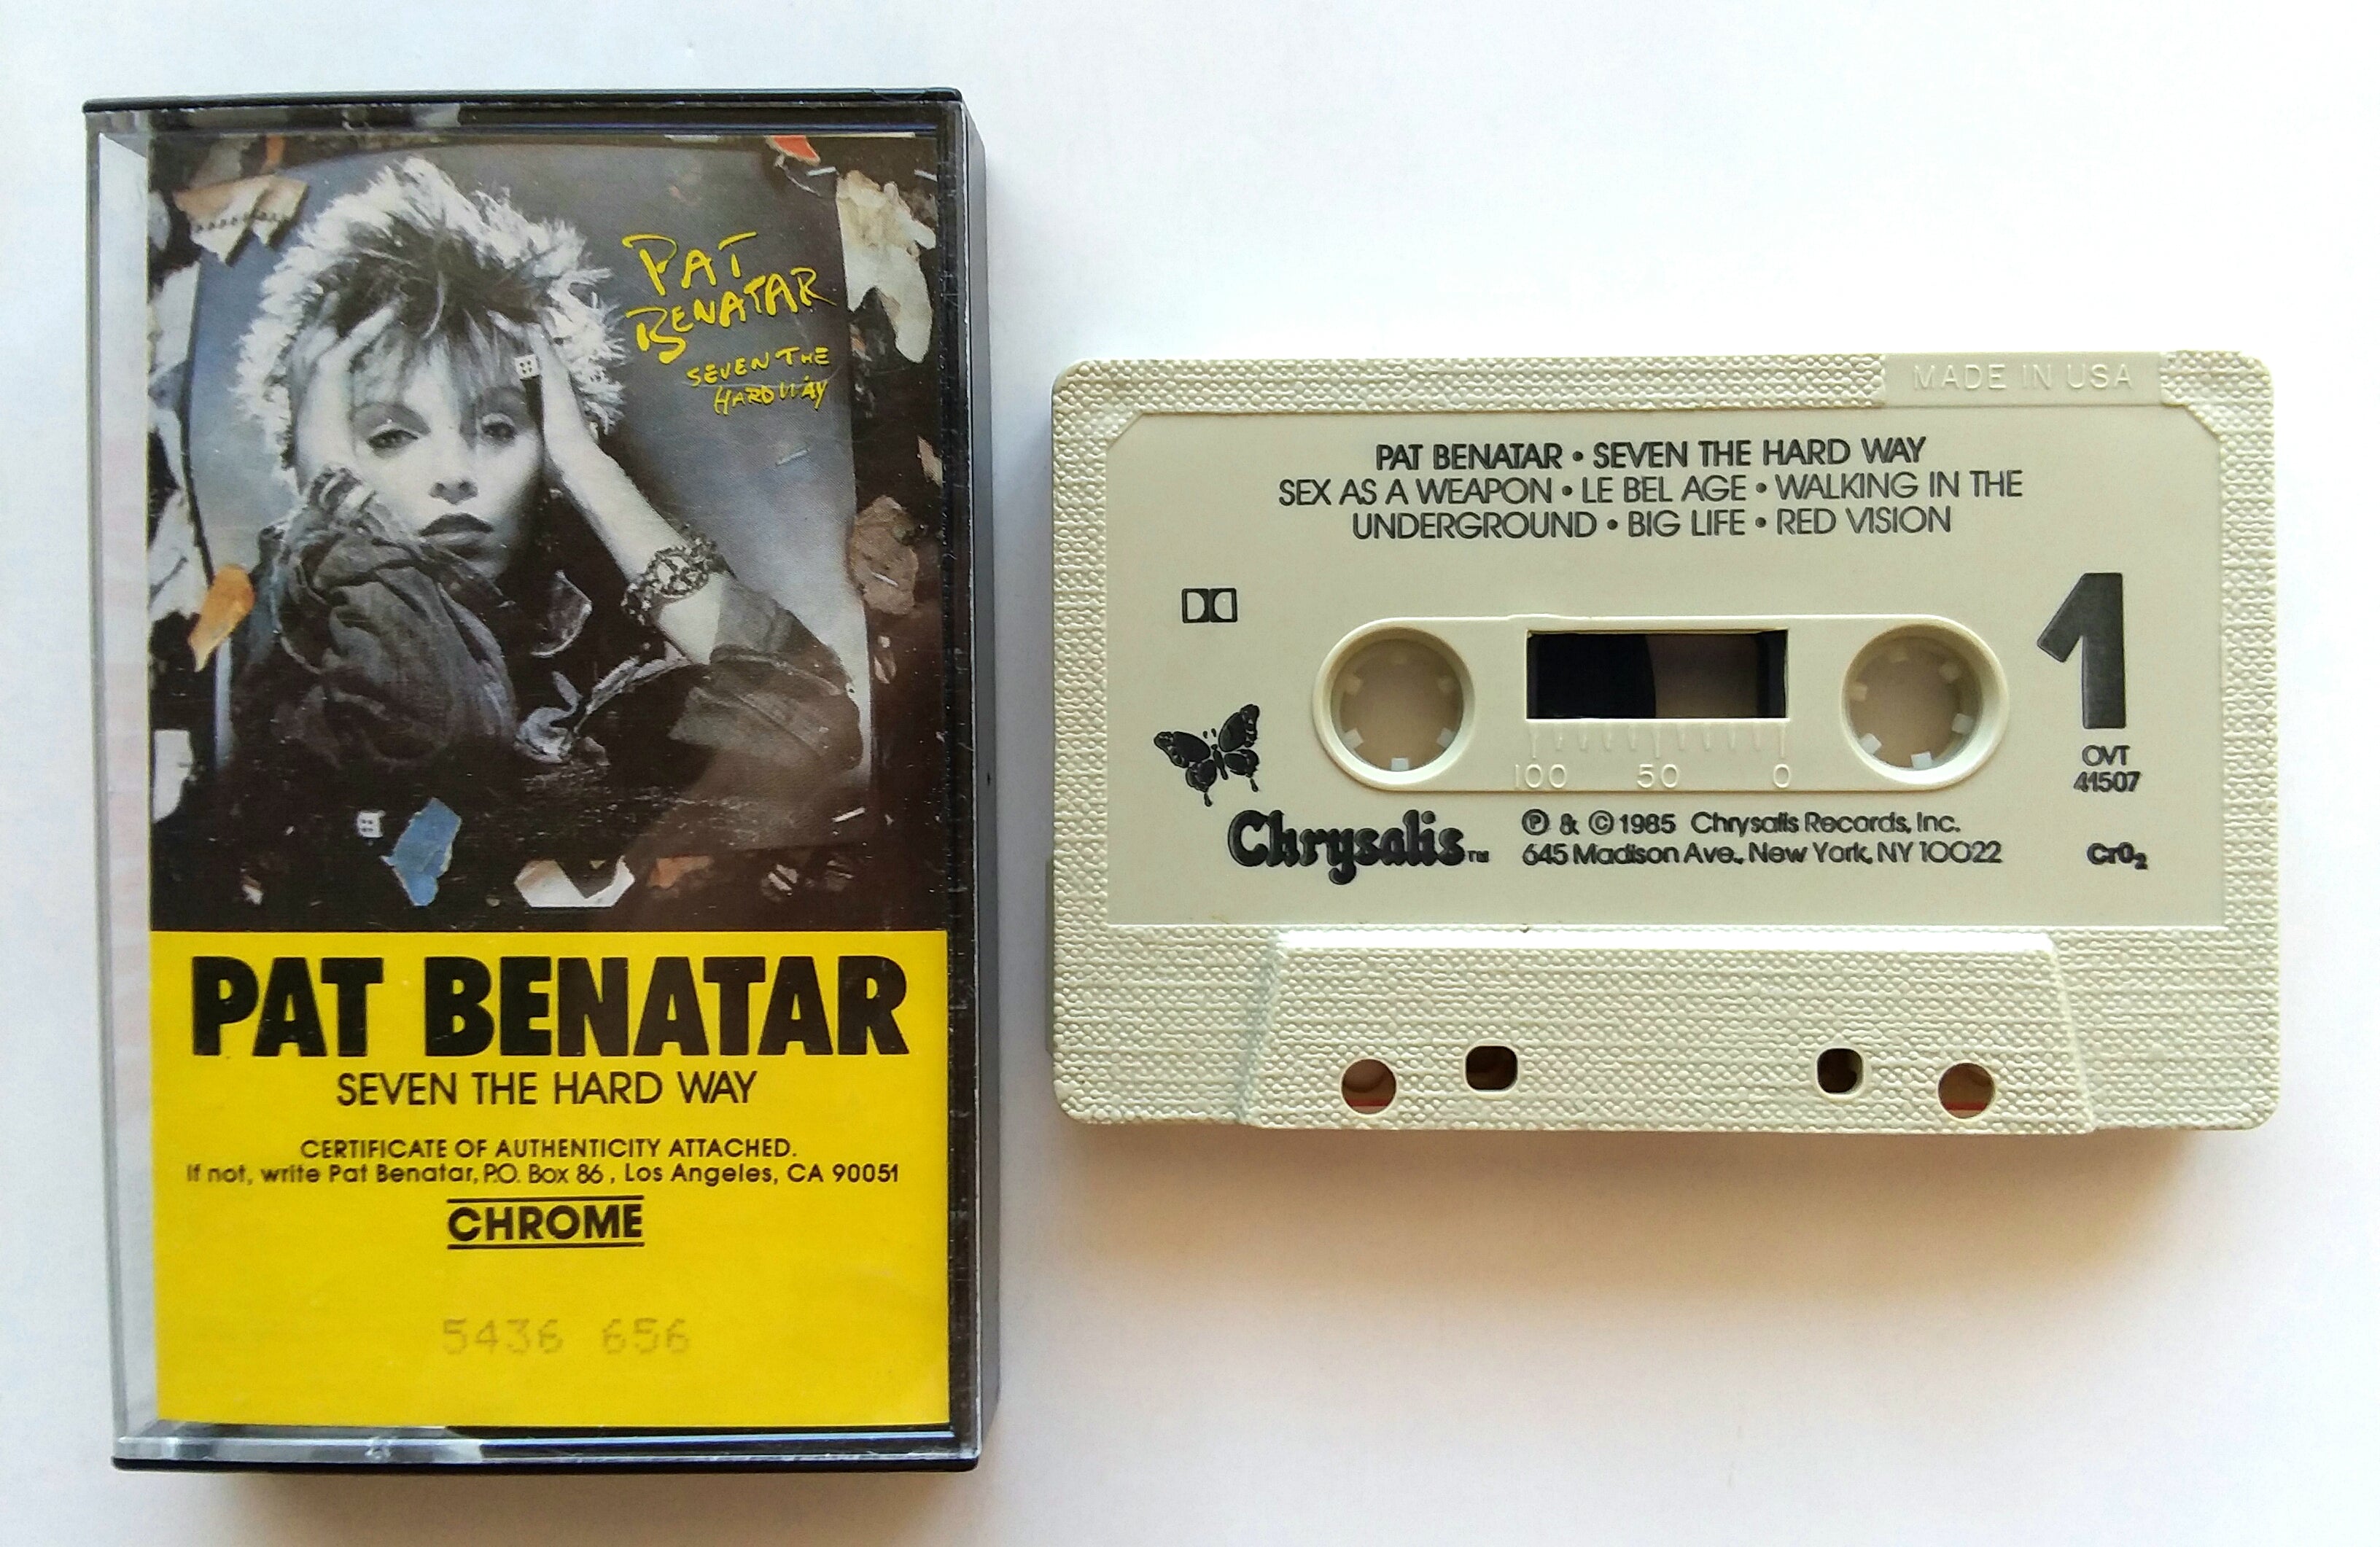 PAT
BENATAR
SEVEN THE
HARD WAY
PAT BENATAR
SEVEN THE HARD WAY
CERTIFICATE OF AUTHENTICITY ATTACHED.
If not, write Pat Benatar, P.O. Box 86, Los Angeles, CA 90051
CHROME
5436 656
MADE IN USA
PAT BENATAR • SEVEN THE HARD WAY
SEX AS A WEAPON • LE BEL AGE • WALKING IN THE
UNDERGROUND • BIG LIFE • RED VISION
1
OVT
41507
100 50 0
Chrysalis TM
℗ & © 1985 Chrysalis Records, Inc.
645 Madison Ave., New York, NY 10022
CrO₂